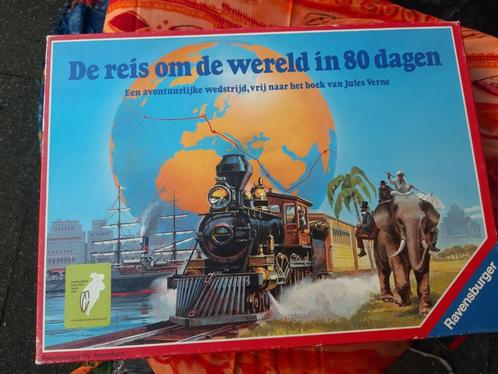 De reis om de wereld in 80 dagen
Een avontuurlijke wedstrijd, vrij naar het boek van Jules Verne
Ravensburger